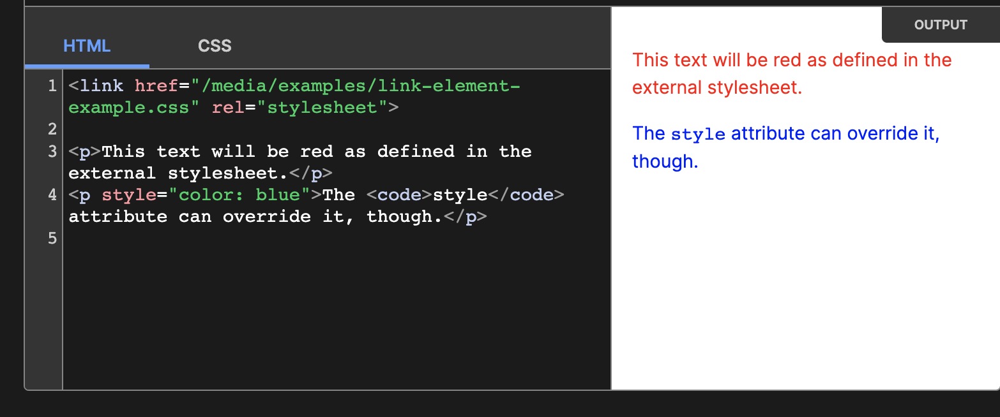 HTML
CSS
1 <link href="/media/examples/link-element-
example.css" rel="stylesheet">
2
3 <p>This text will be red as defined in the
external stylesheet.</p>
4 <p style="color: blue">The <code>style</code>
attribute can override it, though.</p>
5
OUTPUT
This text will be red as defined in the
external stylesheet.
The style attribute can override it,
though.